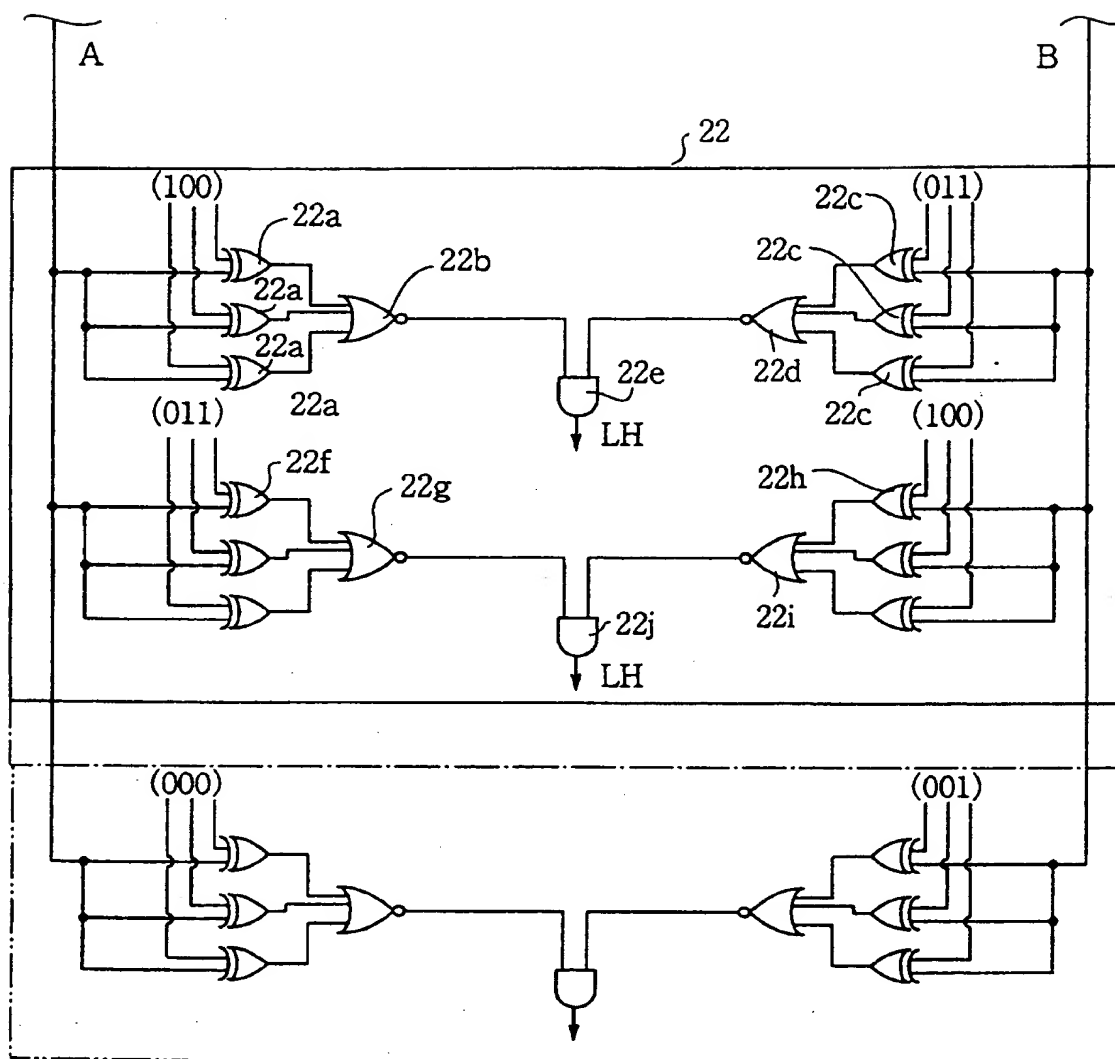 A B
22
(100) (011)
22a 22c
22b 22c
22a
22a 22d
22e
22a 22c
LH
(011) (100)
22f 22h
22g
22j 22i
LH
(000) (001)